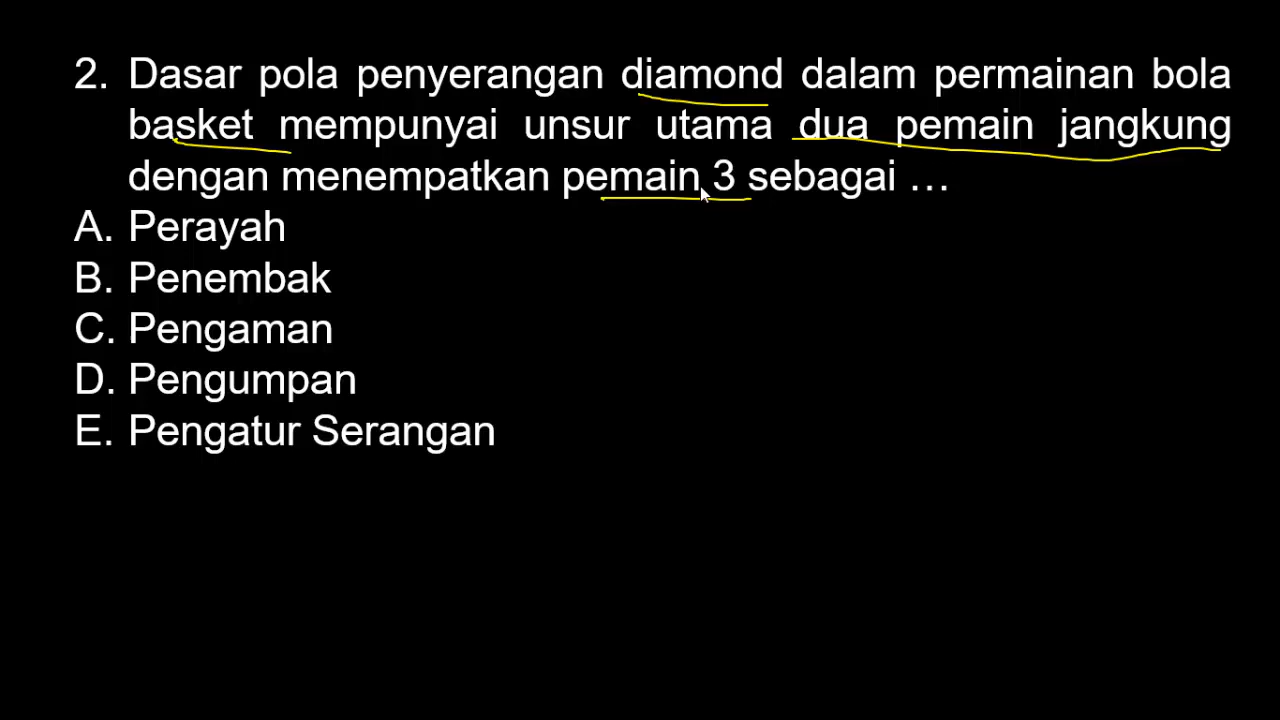 2. Dasar pola penyerangan diamond dalam permainan bola
basket mempunyai unsur utama dua pemain jangkung
dengan menempatkan pemain 3 sebagai …
A. Perayah
B. Penembak
C. Pengaman
D. Pengumpan
E. Pengatur Serangan